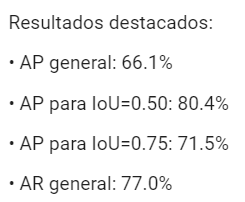 Resultados destacados:
• AP general: 66.1%
• AP para IoU=0.50: 80.4%
• AP para IoU=0.75: 71.5%
• AR general: 77.0%